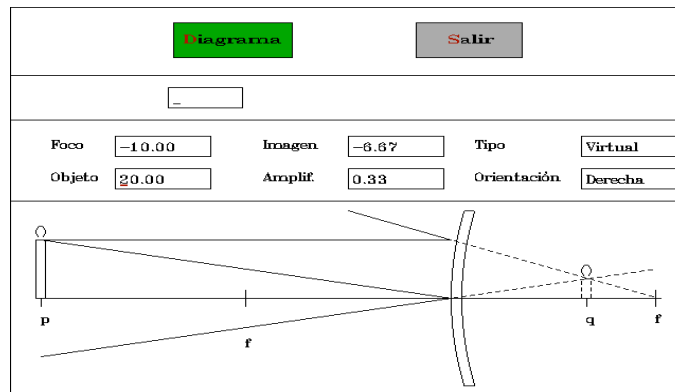 Diagrama Salir
_
Foco -10.00 Imagen -6.67 Tipo Virtual
Objeto 20.00 Amplif. 0.33 Orientación Derecha
p q f
f